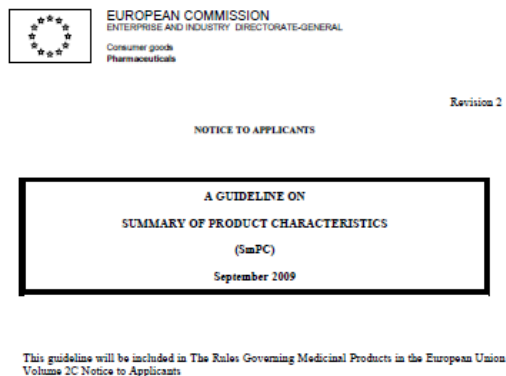 EUROPEAN COMMISSION
ENTERPRISE AND INDUSTRY DIRECTORATE-GENERAL
Consumer goods
Pharmaceuticals
Revision 2
NOTICE TO APPLICANTS
A GUIDELINE ON
SUMMARY OF PRODUCT CHARACTERISTICS
(SmPC)
September 2009
This guideline will be included in The Rules Governing Medicinal Products in the European Union
Volume 2C Notice to Applicants